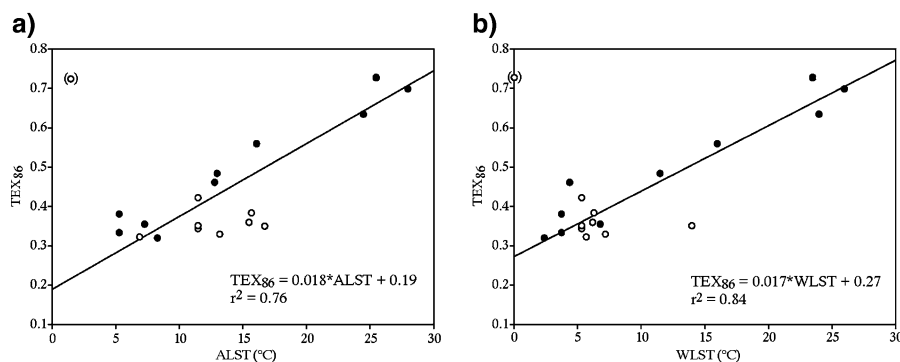 a)
0.8
0.7
0.6
0.5
0.4
0.3
0.2
0.1
TEX86
TEX86 = 0.018*ALST + 0.19
r2 = 0.76
0 5 10 15 20 25 30
ALST (°C)
b)
0.8
0.7
0.6
0.5
0.4
0.3
0.2
0.1
TEX86
TEX86 = 0.017*WLST + 0.27
r2 = 0.84
0 5 10 15 20 25 30
WLST (°C)